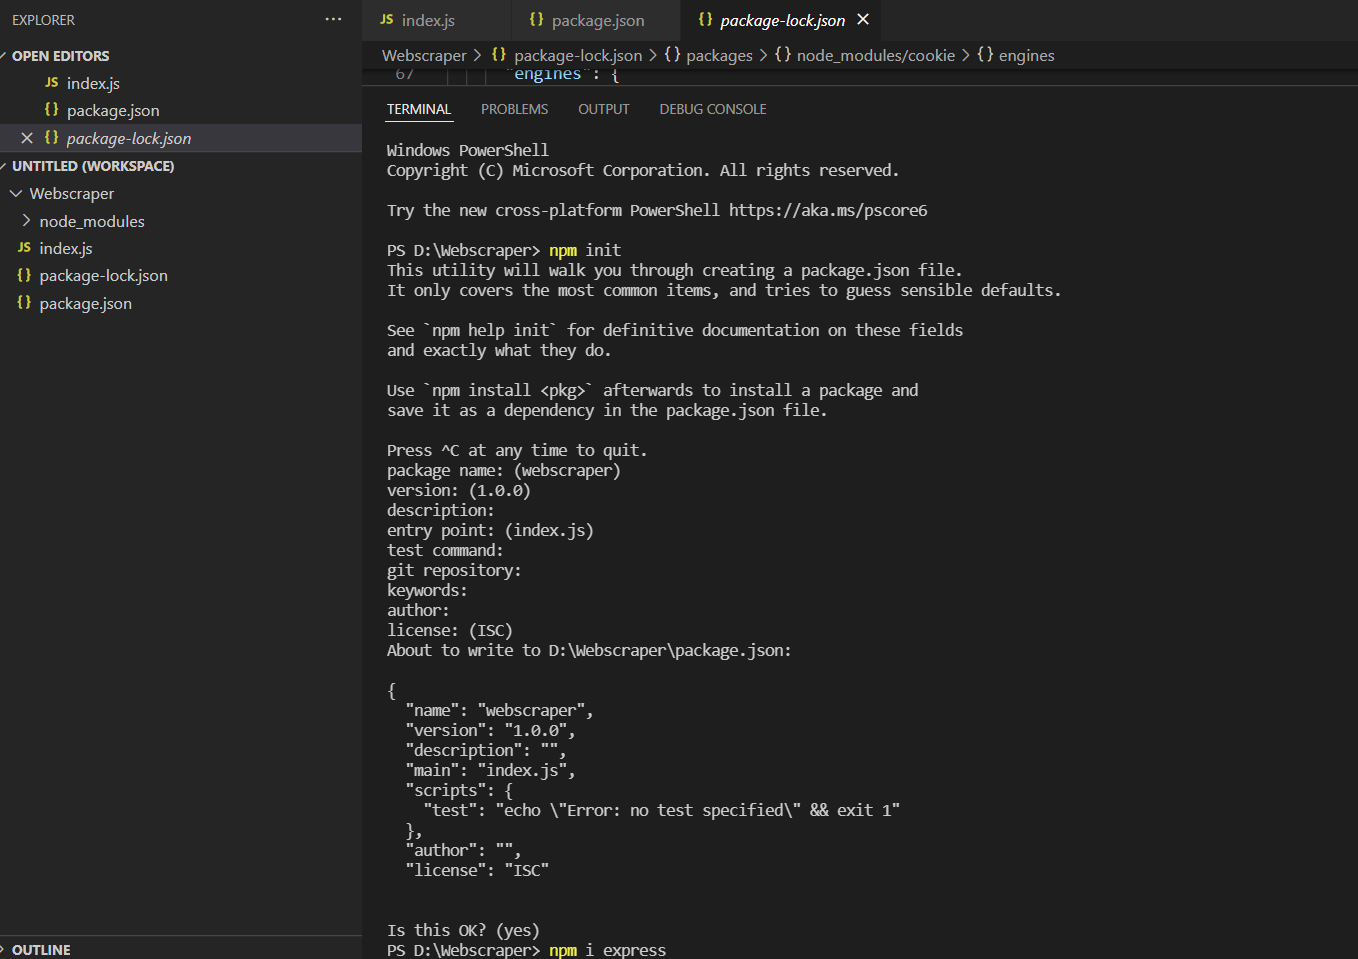 EXPLORER
···
OPEN EDITORS
JS index.js
{} package.json
{} package-lock.json
UNTITLED (WORKSPACE)
Webscraper
node_modules
JS index.js
{} package-lock.json
{} package.json
OUTLINE
JS index.js
{} package.json
{} package-lock.json
Webscraper > {} package-lock.json > {} packages > {} node_modules/cookie > {} engines
67 "engines": {
TERMINAL PROBLEMS OUTPUT DEBUG CONSOLE
Windows PowerShell
Copyright (C) Microsoft Corporation. All rights reserved.
Try the new cross-platform PowerShell https://aka.ms/pscore6
PS D:\Webscraper> npm init
This utility will walk you through creating a package.json file.
It only covers the most common items, and tries to guess sensible defaults.
See `npm help init` for definitive documentation on these fields
and exactly what they do.
Use `npm install <pkg>` afterwards to install a package and
save it as a dependency in the package.json file.
Press ^C at any time to quit.
package name: (webscraper)
version: (1.0.0)
description:
entry point: (index.js)
test command:
git repository:
keywords:
author:
license: (ISC)
About to write to D:\Webscraper\package.json:
{
  "name": "webscraper",
  "version": "1.0.0",
  "description": "",
  "main": "index.js",
  "scripts": {
    "test": "echo \"Error: no test specified\" && exit 1"
  },
  "author": "",
  "license": "ISC"
Is this OK? (yes)
PS D:\Webscraper> npm i express